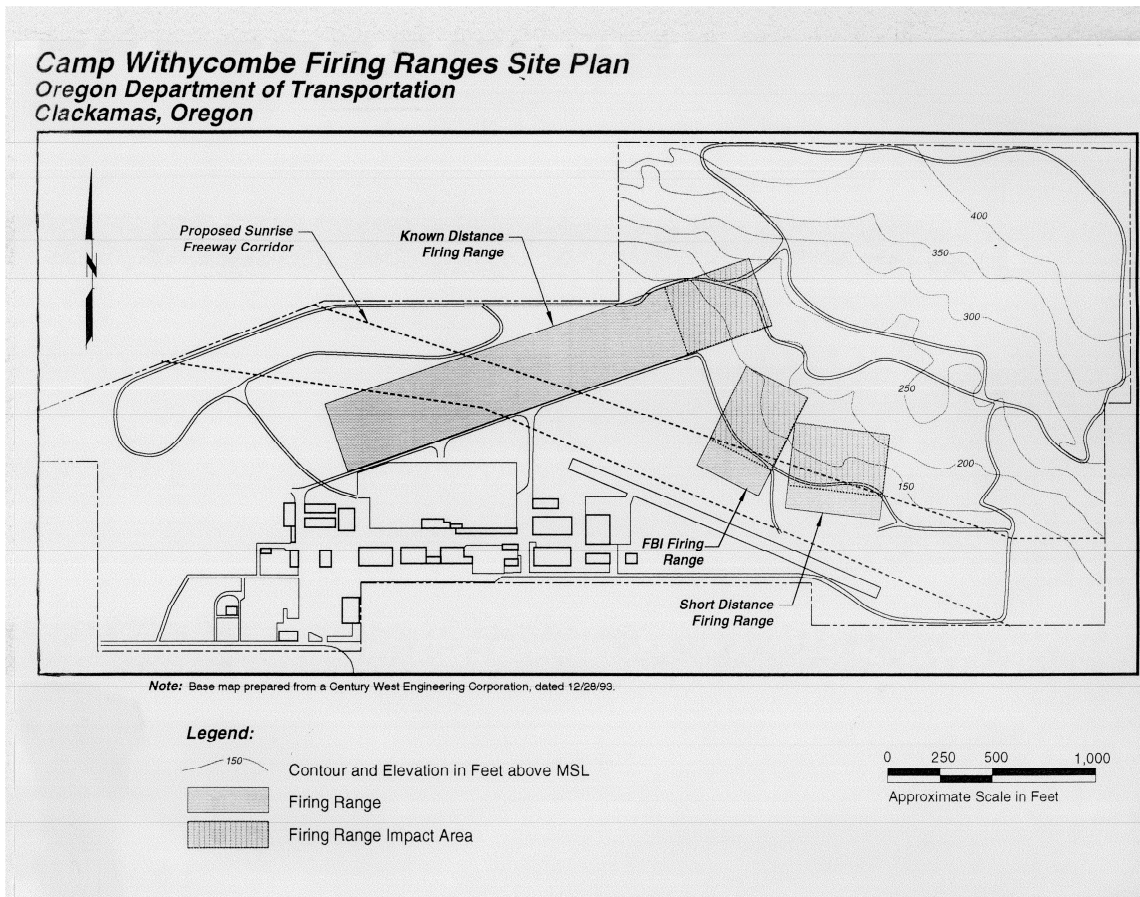 Camp Withycombe Firing Ranges Site Plan
Oregon Department of Transportation
Clackamas, Oregon
N
Proposed Sunrise
Freeway Corridor
Known Distance
Firing Range
400
350
300
250
200
150
FBI Firing
Range
Short Distance
Firing Range
Note: Base map prepared from a Century West Engineering Corporation, dated 12/28/93.
Legend:
150
Contour and Elevation in Feet above MSL
Firing Range
Firing Range Impact Area
0 250 500 1,000
Approximate Scale in Feet